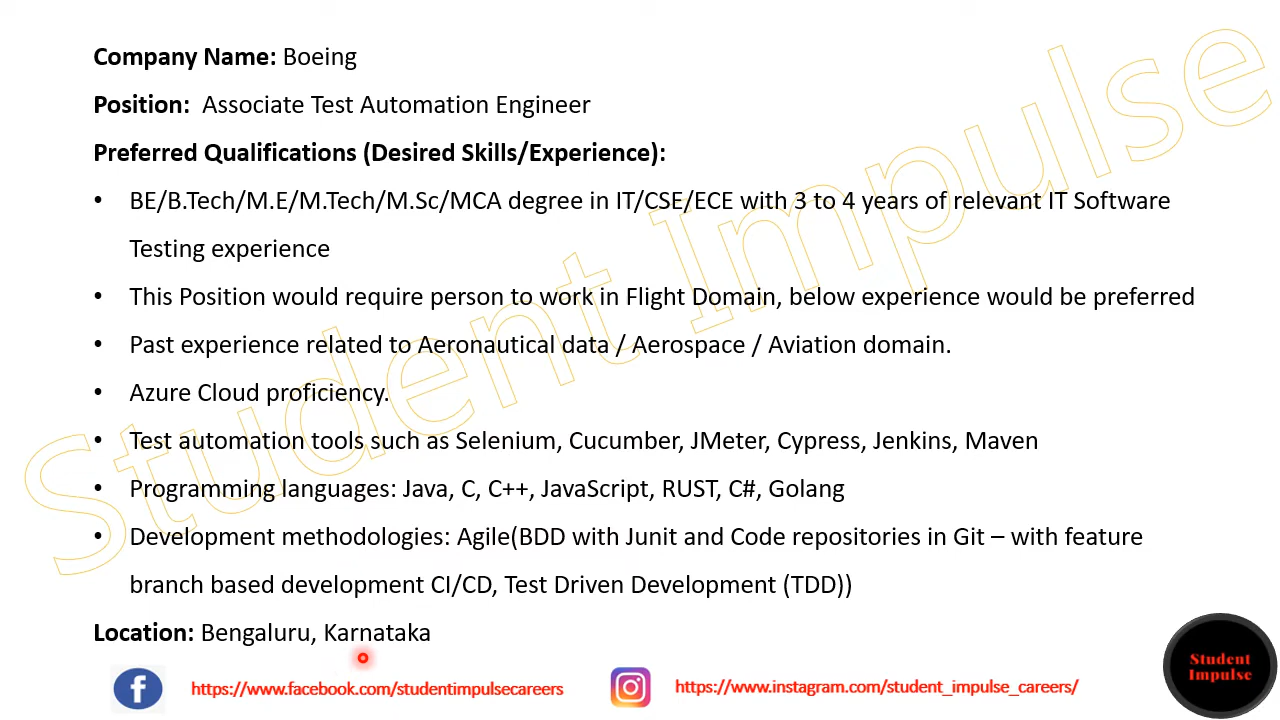 Company Name: Boeing
Position: Associate Test Automation Engineer
Preferred Qualifications (Desired Skills/Experience):
• BE/B.Tech/M.E/M.Tech/M.Sc/MCA degree in IT/CSE/ECE with 3 to 4 years of relevant IT Software
Testing experience
• This Position would require person to work in Flight Domain, below experience would be preferred
• Past experience related to Aeronautical data / Aerospace / Aviation domain.
• Azure Cloud proficiency.
• Test automation tools such as Selenium, Cucumber, JMeter, Cypress, Jenkins, Maven
• Programming languages: Java, C, C++, JavaScript, RUST, C#, Golang
• Development methodologies: Agile(BDD with Junit and Code repositories in Git – with feature
branch based development CI/CD, Test Driven Development (TDD))
Location: Bengaluru, Karnataka
https://www.facebook.com/studentimpulsecareers
https://www.instagram.com/student_impulse_careers/
Student
Impulse
Student Impulse